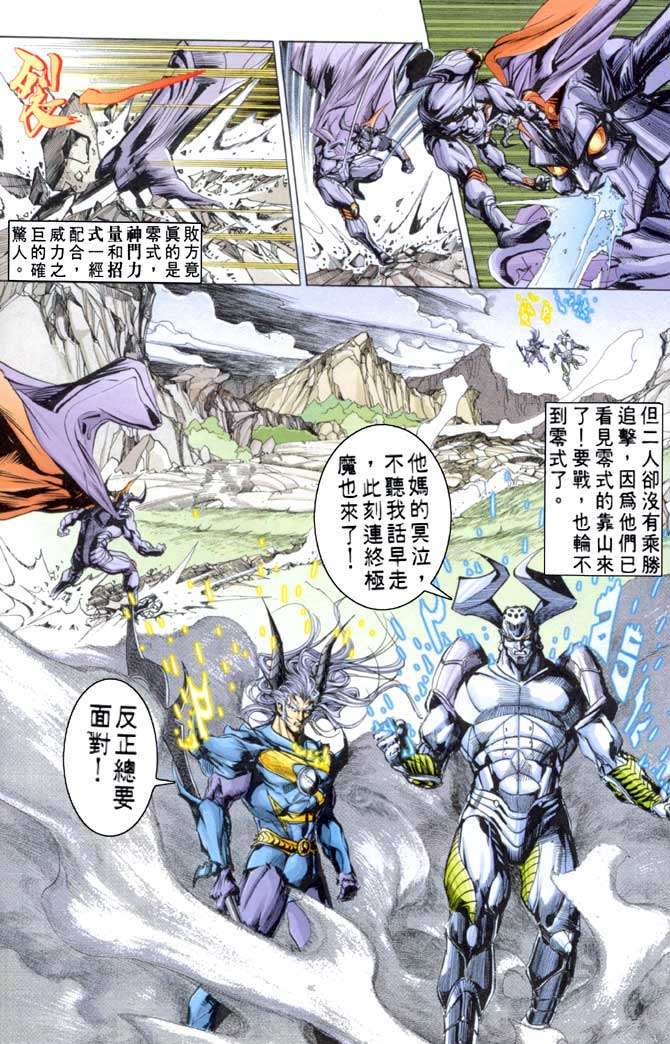 裂
敗方竟
真的是
零式，
神門力
量和招
式一經
配合，
威力之
巨的確
驚人。
但二人卻沒有乘勝
追擊，因爲他們已
看見零式的靠山來
了！要戰，也輪不
到零式了。
他媽的冥泣，
不聽我話早走
，此刻連終極
魔也來了！
反正總要
面對！